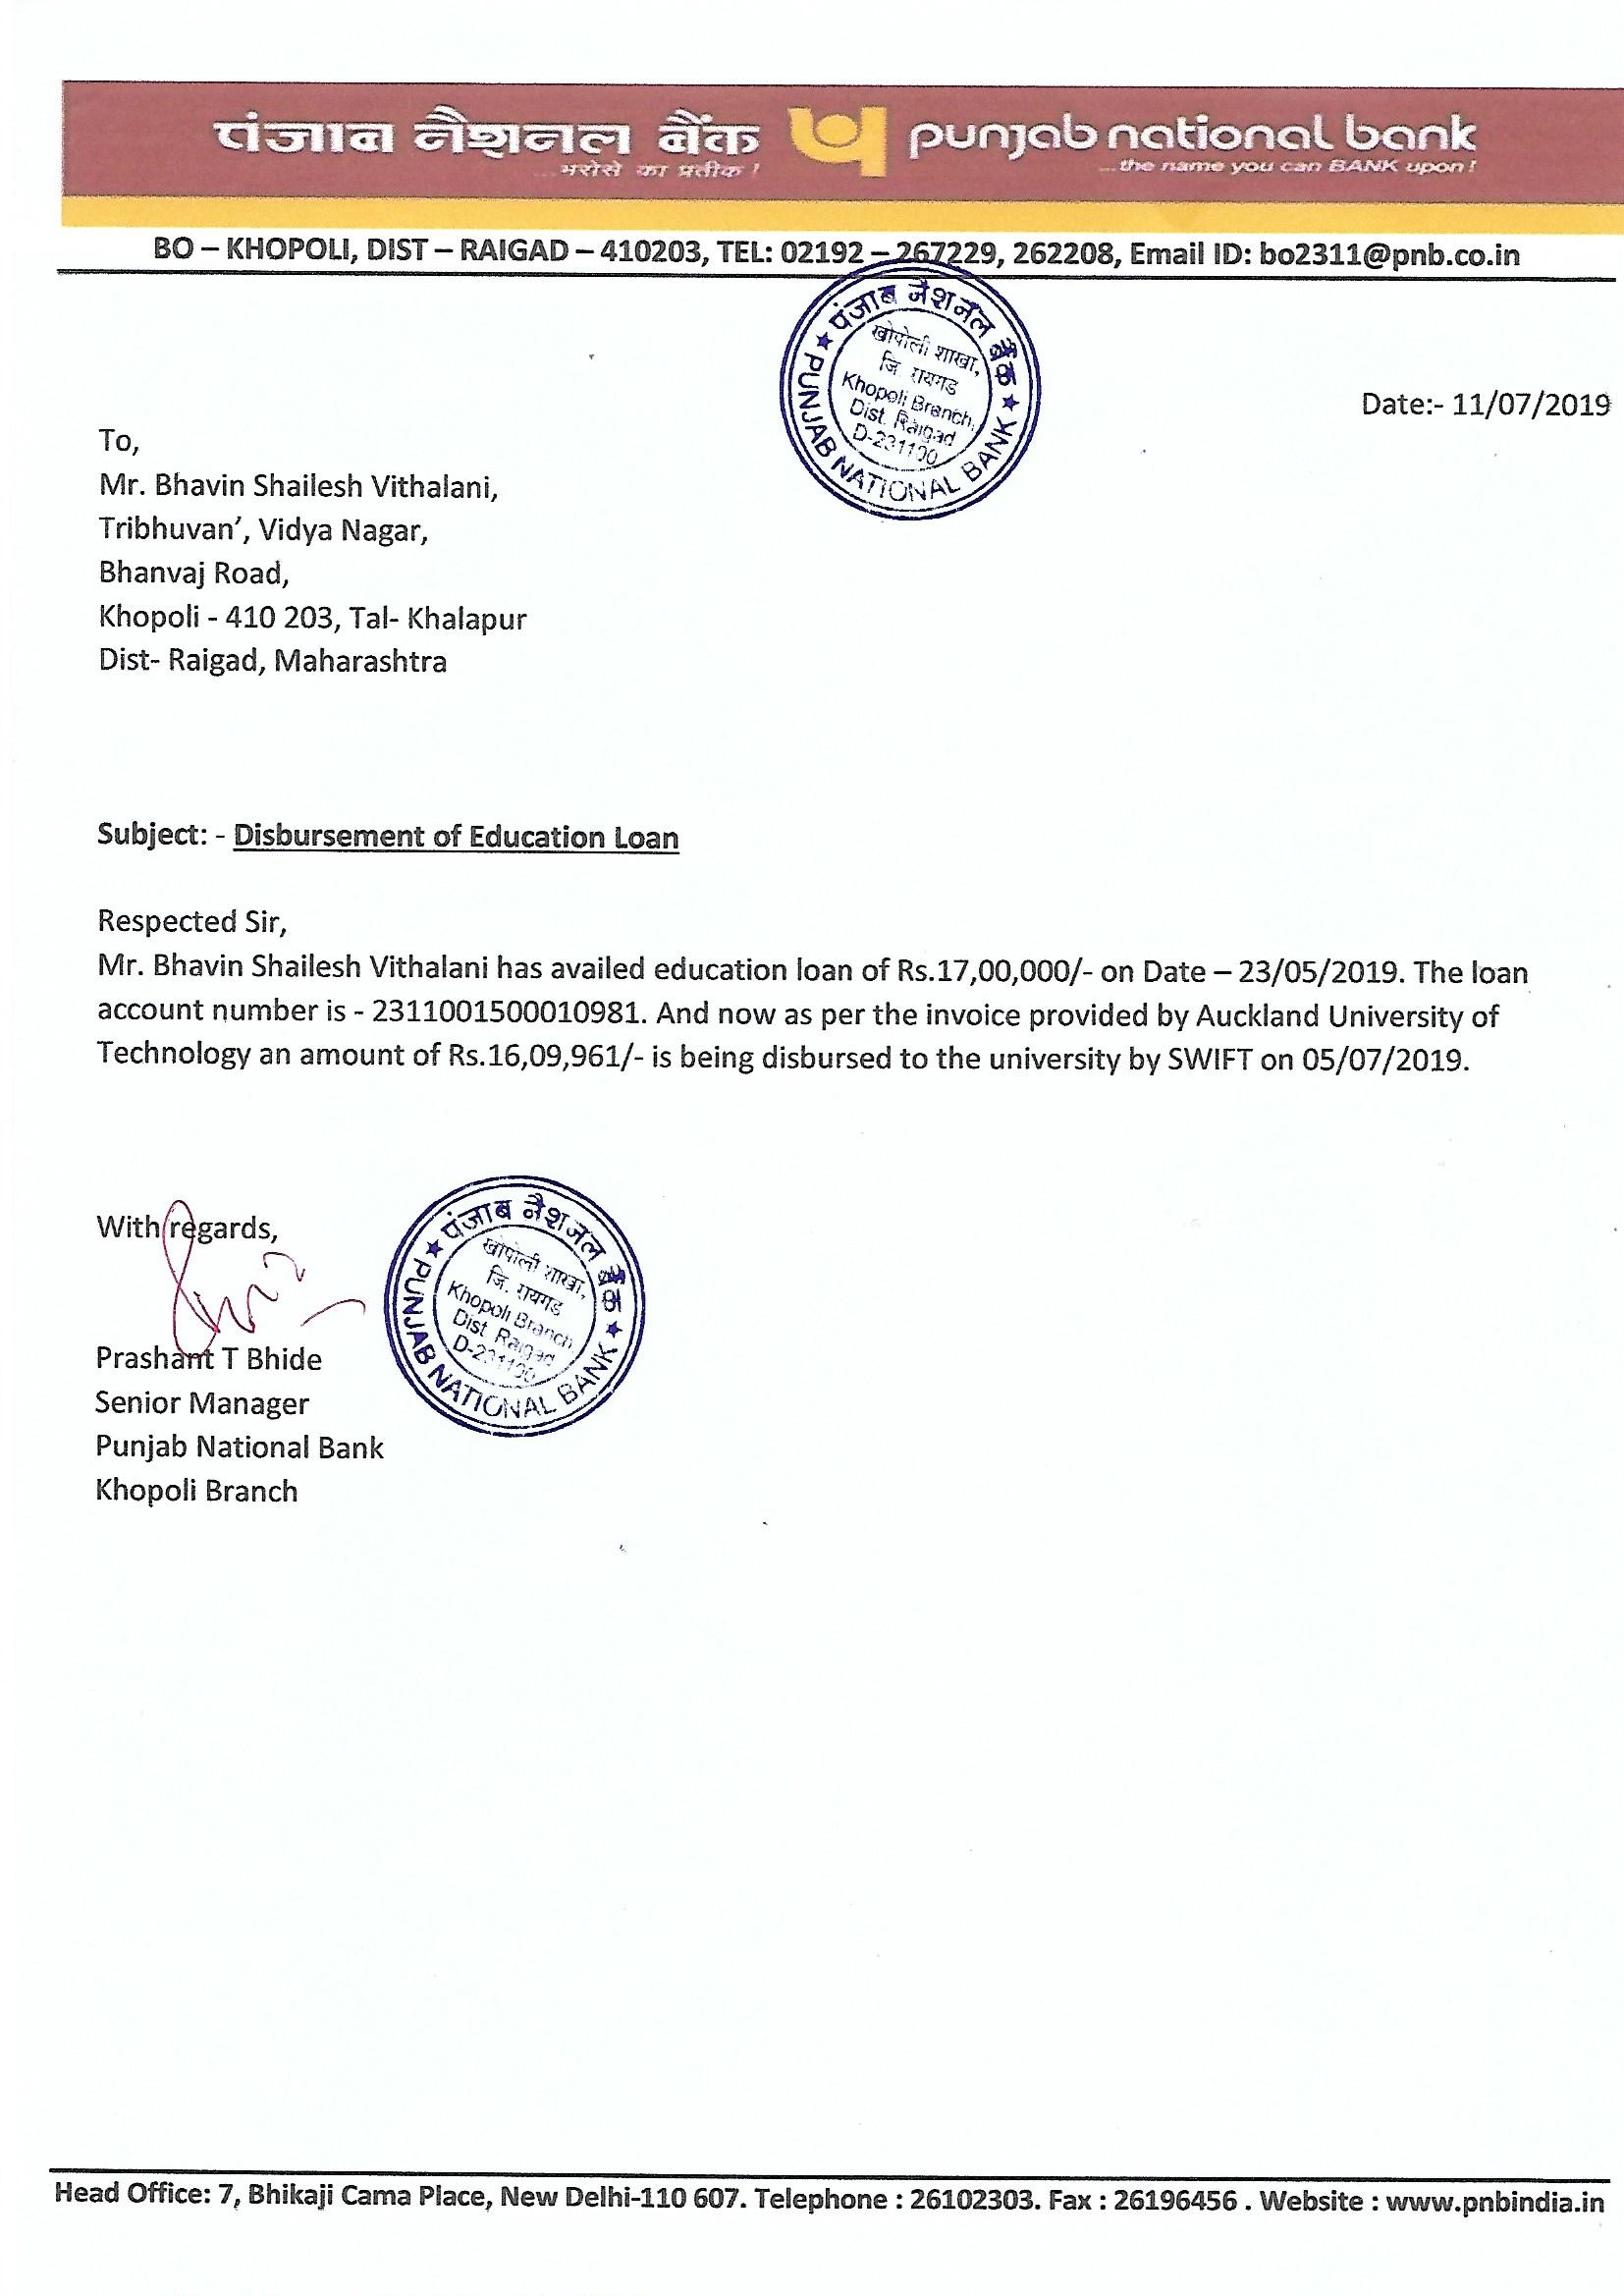 पंजाब नैशनल बैंक punjab national bank
...भरोसे का प्रतीक ! ...the name you can BANK upon !
BO – KHOPOLI, DIST – RAIGAD – 410203, TEL: 02192 – 267229, 262208, Email ID: bo2311@pnb.co.in
पंजाब नैशनल बैंक
खोपोली शाखा,
जि. रायगड
Khopoli Branch,
Dist. Raigad
D-231100
PUNJAB NATIONAL BANK
Date:- 11/07/2019
To,
Mr. Bhavin Shailesh Vithalani,
Tribhuvan’, Vidya Nagar,
Bhanvaj Road,
Khopoli - 410 203, Tal- Khalapur
Dist- Raigad, Maharashtra
Subject: - Disbursement of Education Loan
Respected Sir,
Mr. Bhavin Shailesh Vithalani has availed education loan of Rs.17,00,000/- on Date – 23/05/2019. The loan
account number is - 2311001500010981. And now as per the invoice provided by Auckland University of
Technology an amount of Rs.16,09,961/- is being disbursed to the university by SWIFT on 05/07/2019.
With regards,
पंजाब नैशनल बैंक
खोपोली शाखा,
जि. रायगड
Khopoli Branch,
Dist. Raigad
D-231100
PUNJAB NATIONAL BANK
Prashant T Bhide
Senior Manager
Punjab National Bank
Khopoli Branch
Head Office: 7, Bhikaji Cama Place, New Delhi-110 607. Telephone : 26102303. Fax : 26196456 . Website : www.pnbindia.in